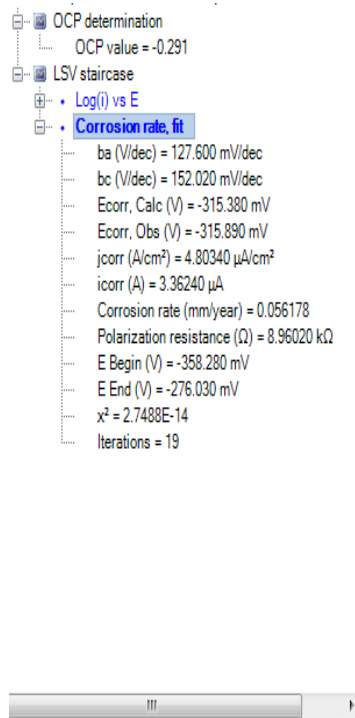 OCP determination
OCP value = -0.291
LSV staircase
Log(i) vs E
Corrosion rate, fit
ba (V/dec) = 127.600 mV/dec
bc (V/dec) = 152.020 mV/dec
Ecorr, Calc (V) = -315.380 mV
Ecorr, Obs (V) = -315.890 mV
jcorr (A/cm²) = 4.80340 µA/cm²
icorr (A) = 3.36240 µA
Corrosion rate (mm/year) = 0.056178
Polarization resistance (Ω) = 8.96020 kΩ
E Begin (V) = -358.280 mV
E End (V) = -276.030 mV
x² = 2.7488E-14
Iterations = 19